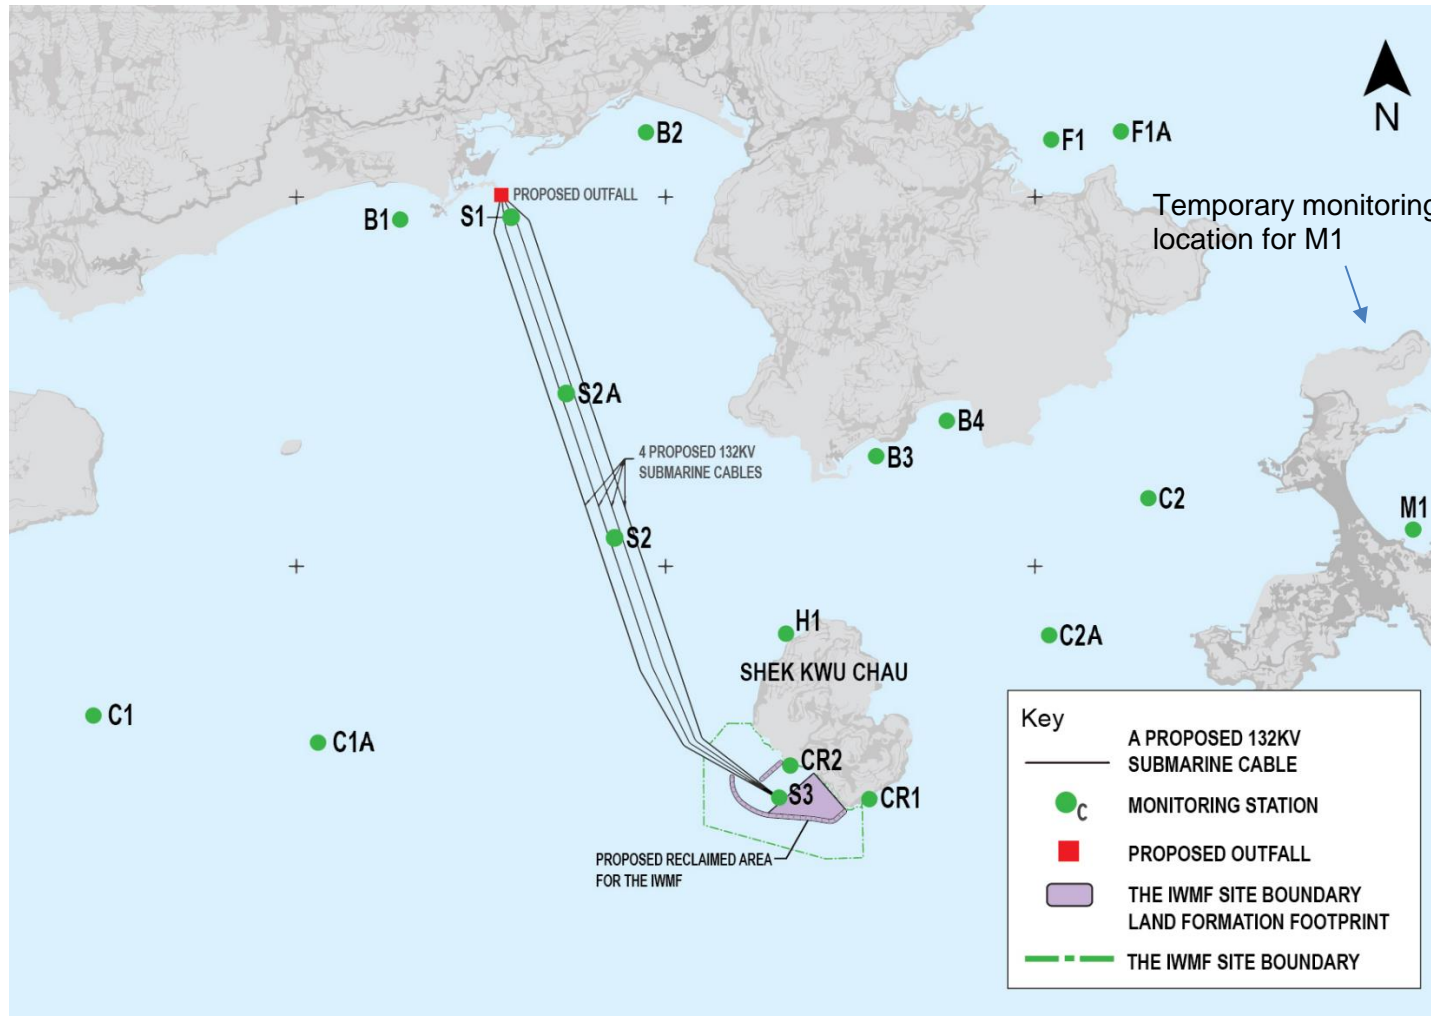 N
B2
F1
F1A
PROPOSED OUTFALL
B1
S1
Temporary monitoring
location for M1
S2A
B4
4 PROPOSED 132KV
SUBMARINE CABLES
B3
C2
M1
S2
H1
C2A
SHEK KWU CHAU
C1
C1A
CR2
S3
CR1
PROPOSED RECLAIMED AREA
FOR THE IWMF
Key
A PROPOSED 132KV
SUBMARINE CABLE
C
MONITORING STATION
PROPOSED OUTFALL
THE IWMF SITE BOUNDARY
LAND FORMATION FOOTPRINT
THE IWMF SITE BOUNDARY